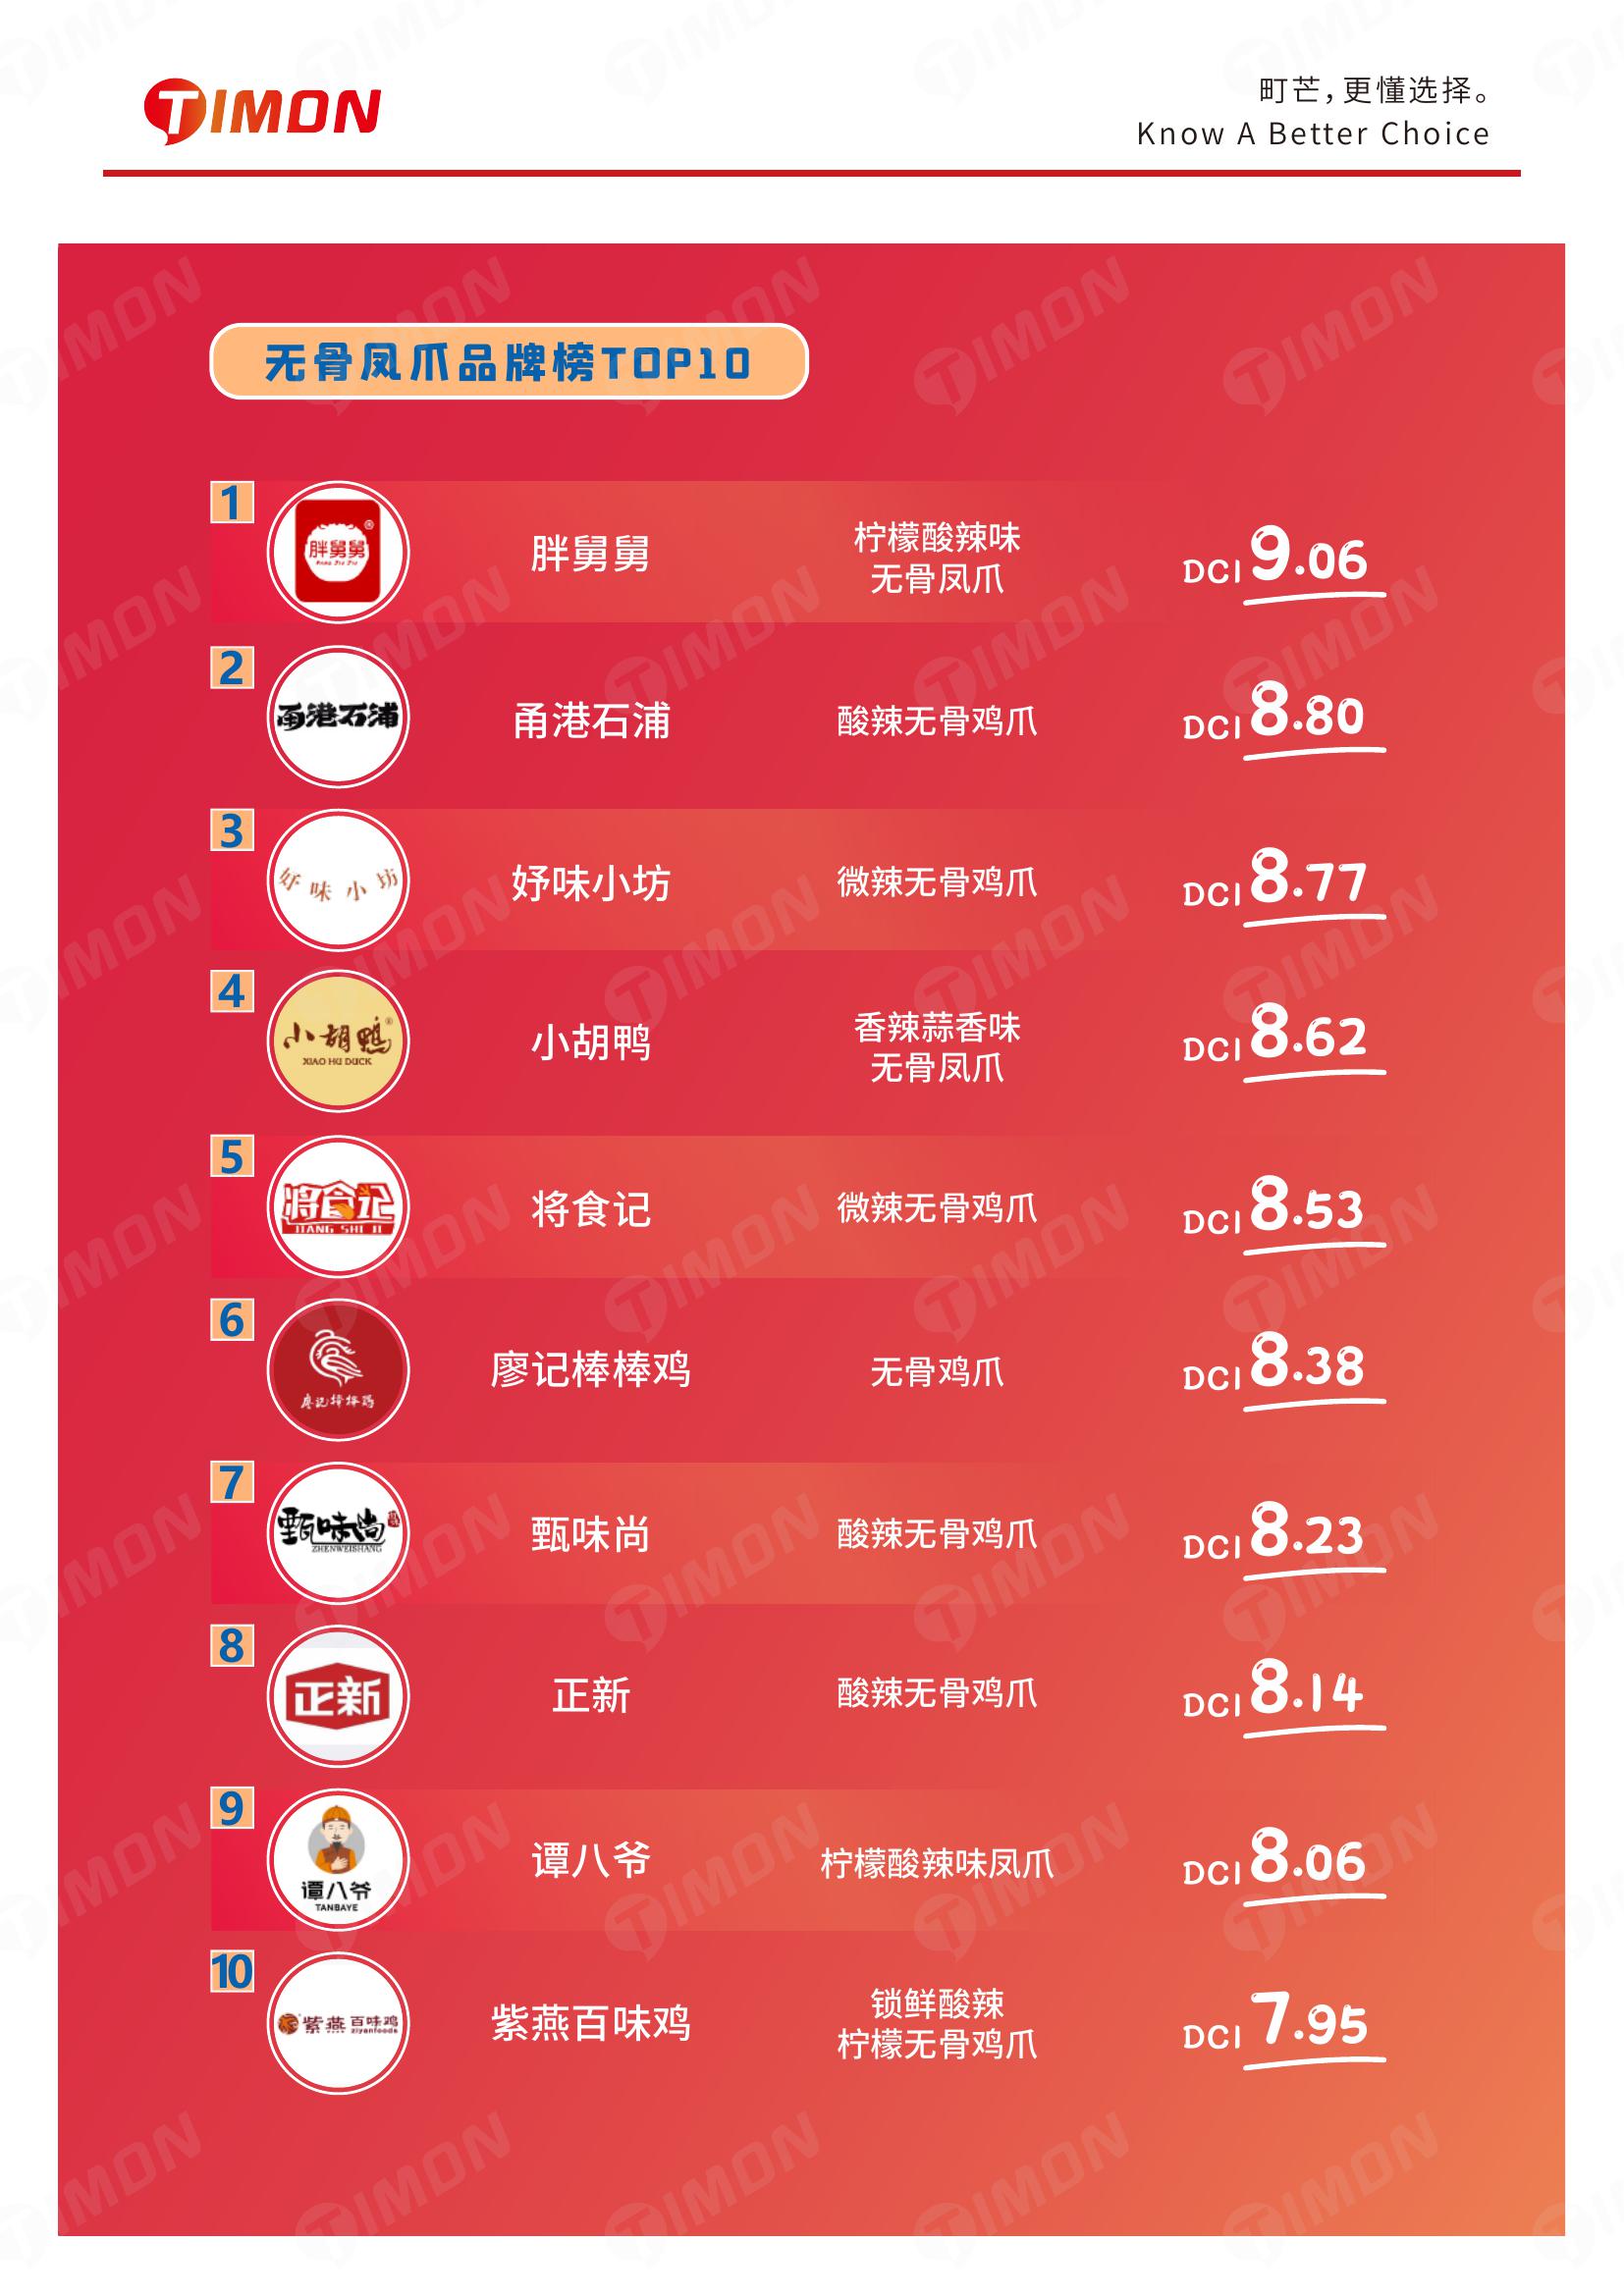 TIMON
町芒，更懂选择。
Know A Better Choice
无骨凤爪品牌榜TOP10
1
胖舅舅
PANG JIU JIU
胖舅舅
柠檬酸辣味
无骨凤爪
DCI 9.06
2
甬港石浦
甬港石浦
酸辣无骨鸡爪
DCI 8.80
3
妤味小坊
妤味小坊
微辣无骨鸡爪
DCI 8.77
4
小胡鸭
XIAO HU DUCK
小胡鸭
香辣蒜香味
无骨凤爪
DCI 8.62
5
将食记
JIANG SHI JI
将食记
微辣无骨鸡爪
DCI 8.53
6
廖记棒棒鸡
廖记棒棒鸡
无骨鸡爪
DCI 8.38
7
甄味尚
ZHENWEISHANG
甄味尚
酸辣无骨鸡爪
DCI 8.23
8
正新
正新
酸辣无骨鸡爪
DCI 8.14
9
谭八爷
TANBAYE
谭八爷
柠檬酸辣味凤爪
DCI 8.06
10
紫燕百味鸡
ziyanfoods
紫燕百味鸡
锁鲜酸辣
柠檬无骨鸡爪
DCI 7.95